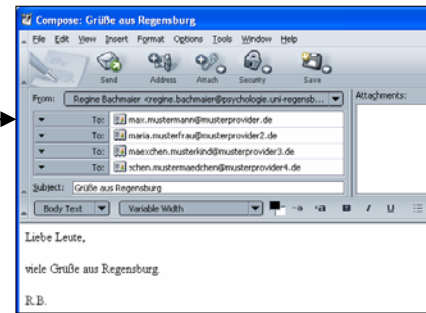 Compose: Grüße aus Regensburg
File Edit View Insert Format Options Tools Window Help
Send Address Attach Security Save
From: Regine Bachmaier <regine.bachmaier@psychologie.uni-regensb... Attachments:
To: max.mustermann@musterprovider.de
To: maria.musterfrau@musterprovider2.de
To: maexchen.musterkind@musterprovider3.de
To: :chen.mustermaedchen@musterprovider4.de
Subject: Grüße aus Regensburg
Body Text Variable Width -a +a B I U
Liebe Leute,
viele Grüße aus Regensburg.
R.B.